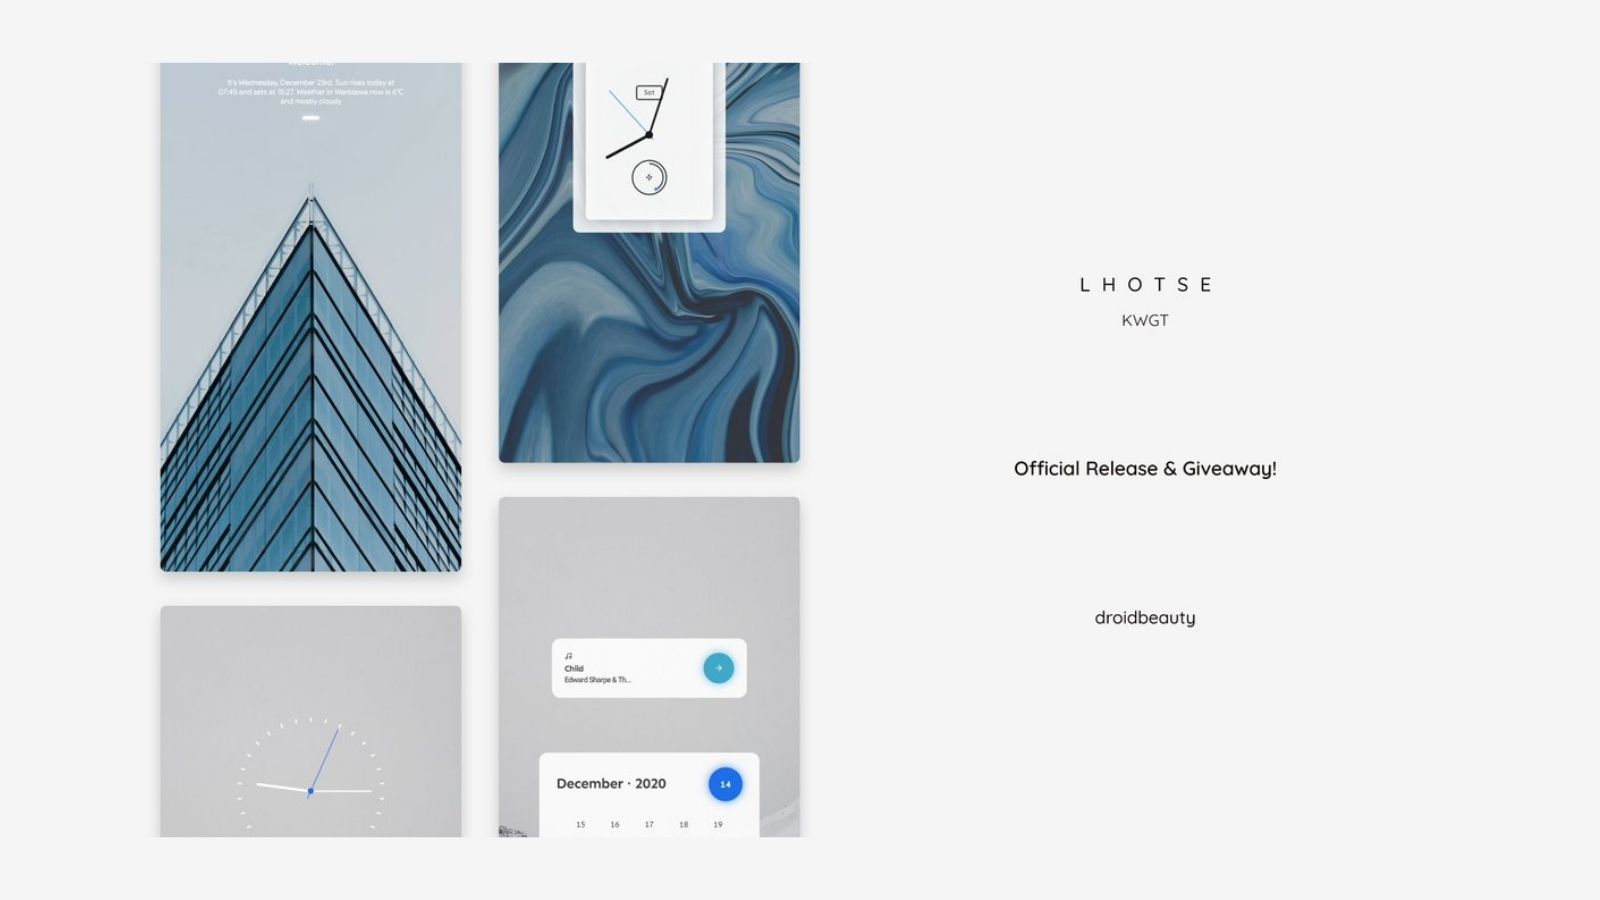 Welcome!
It's Wednesday, December 23rd. Sun rises today at
07:45 and sets at 15:27. Weather in Warszawa now is 6°C
and mostly cloudy
Sat
Child
Edward Sharpe & Th...
December · 2020
14
15 16 17 18 19
L H O T S E
KWGT
Official Release & Giveaway!
droidbeauty